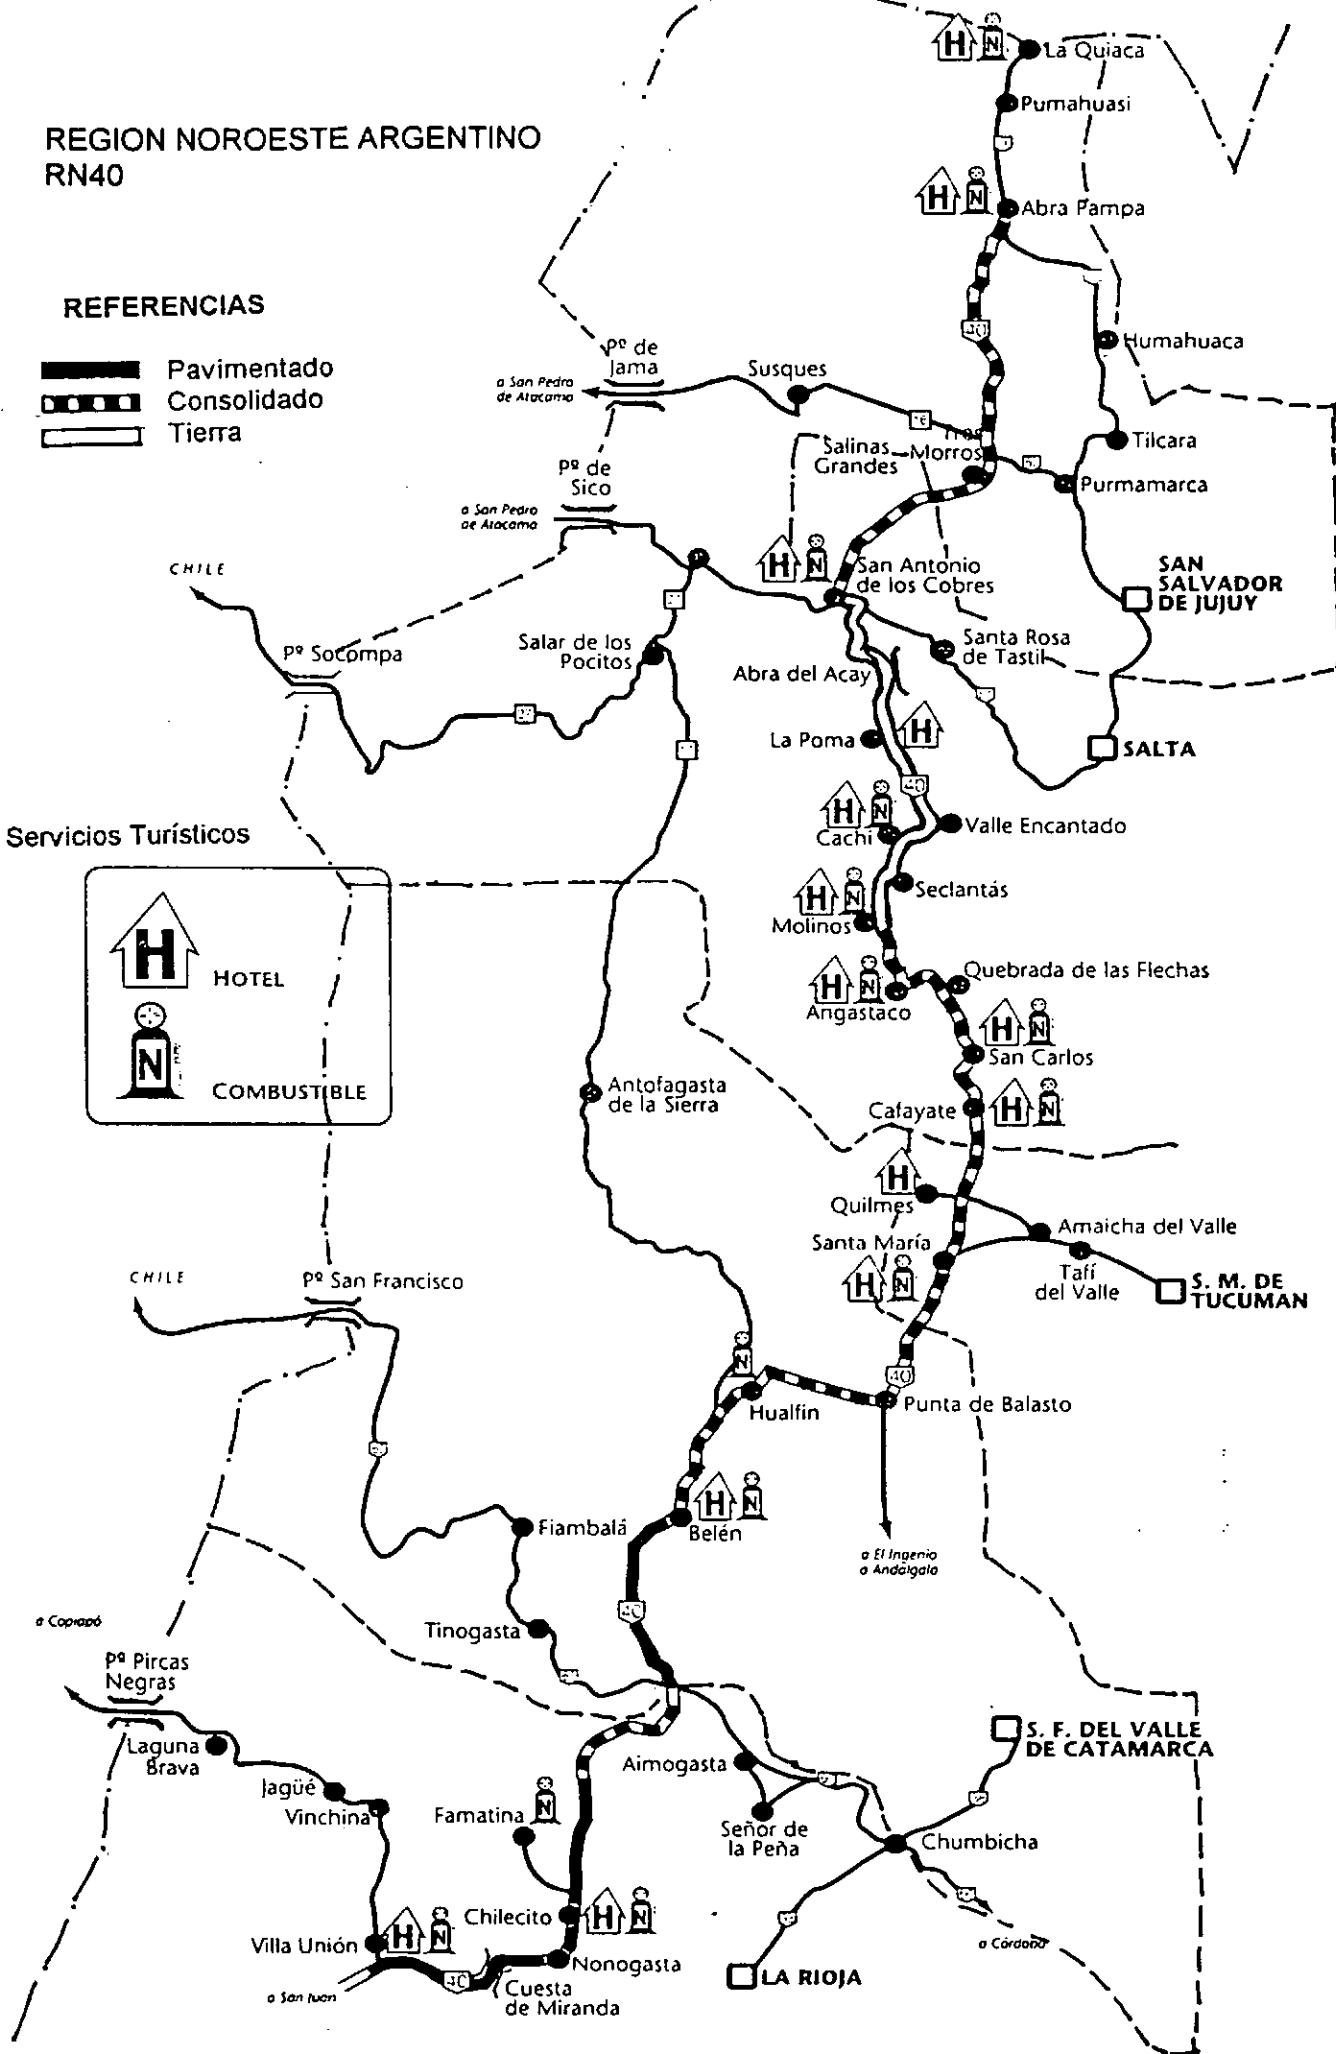 REGION NOROESTE ARGENTINO
RN40
REFERENCIAS
Pavimentado
Consolidado
Tierra
H
N
La Quiaca
Pumahuasi
H
N
Abra Pampa
40
Humahuaca
Pº de
Jama
a San Pedro
de Atacama
Susques
Salinas
Grandes
Morros
Tilcara
Purmamarca
Pº de
Sico
a San Pedro
de Atacama
CHILE
H
N
San Antonio
de los Cobres
SAN
SALVADOR
DE JUJUY
Pº Socompa
Salar de los
Pocitos
Santa Rosa
de Tastil
Abra del Acay
La Poma
H
SALTA
40
H
N
Cachi
Valle Encantado
Servicios Turísticos
H
HOTEL
N
COMBUSTIBLE
Seclantás
H
N
Molinos
H
N
Angastaco
Quebrada de las Flechas
H
N
San Carlos
Antofagasta
de la Sierra
Cafayate
H
N
H
Quilmes
Amaicha del Valle
Santa María
H
N
Tafí
del Valle
S. M. DE
TUCUMAN
CHILE
Pº San Francisco
N
Hualfin
40
Punta de Balasto
H
N
Belén
Fiambalá
a El Ingenio
a Andalgala
40
a Copiapó
Tinogasta
Pº Pircas
Negras
Laguna
Brava
Jagüé
Vinchina
Famatina
N
Aimogasta
Señor de
la Peña
S. F. DEL VALLE
DE CATAMARCA
Chumbicha
Chilecito
H
N
Villa Unión
H
N
Nonogasta
40
Cuesta
de Miranda
a San Juan
LA RIOJA
a Córdoba